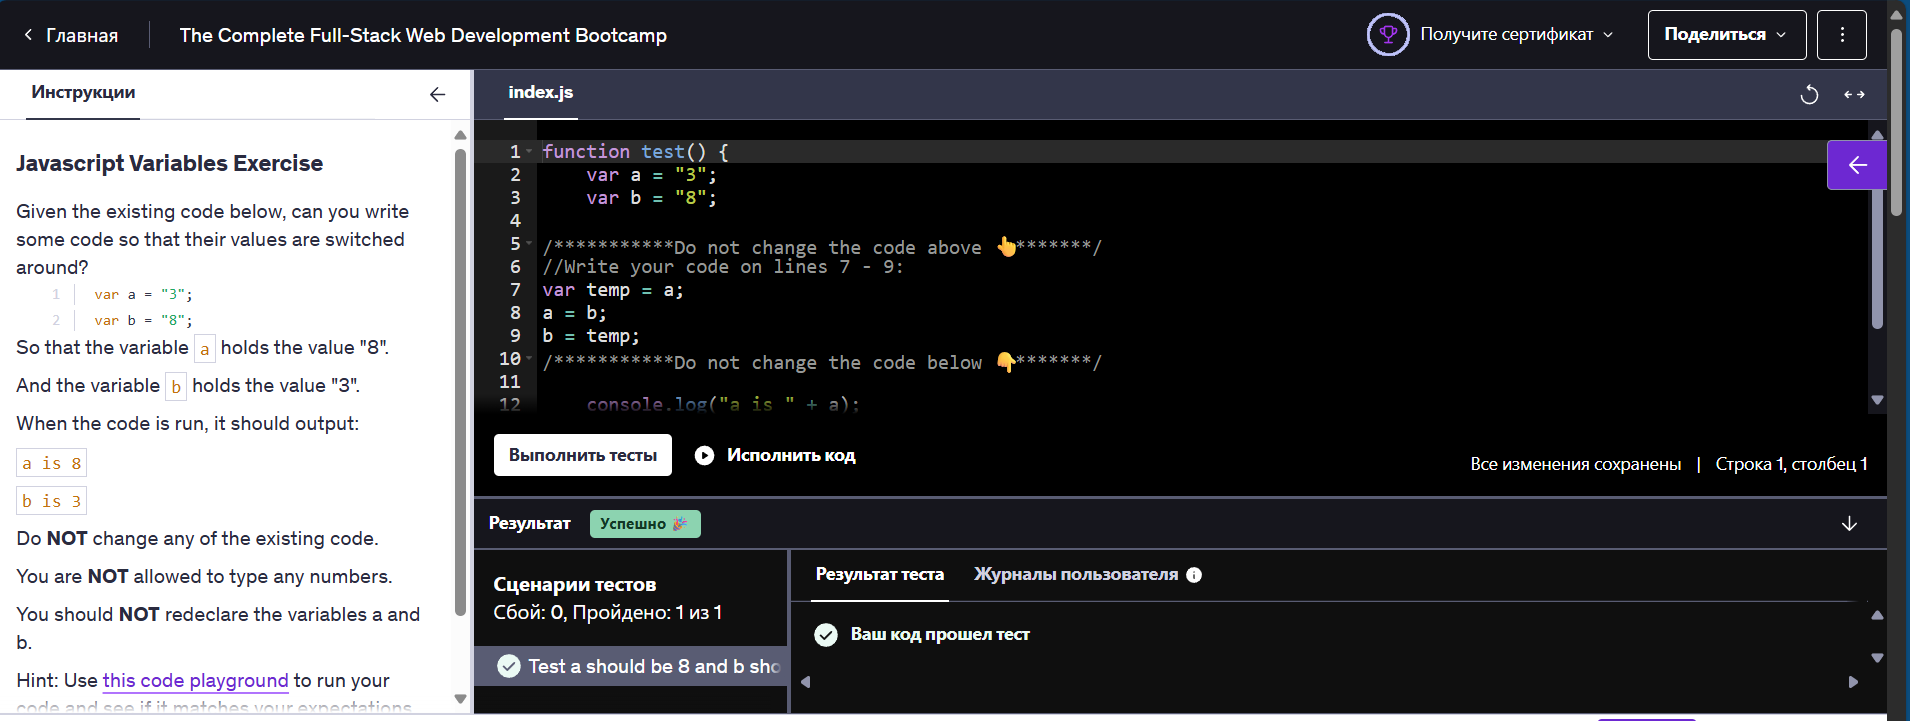 Главная
The Complete Full-Stack Web Development Bootcamp
Получите сертификат
Поделиться
Инструкции
Javascript Variables Exercise
Given the existing code below, can you write
some code so that their values are switched
around?
1 var a = "3";
2 var b = "8";
So that the variable a holds the value "8".
And the variable b holds the value "3".
When the code is run, it should output:
a is 8
b is 3
Do NOT change any of the existing code.
You are NOT allowed to type any numbers.
You should NOT redeclare the variables a and
b.
Hint: Use this code playground to run your
code and see if it matches your expectations
index.js
1 function test() {
2 var a = "3";
3 var b = "8";
4
5 /***********Do not change the code above 👆*******/
6 //Write your code on lines 7 - 9:
7 var temp = a;
8 a = b;
9 b = temp;
10 /***********Do not change the code below 👇*******/
11
12 console.log("a is " + a);
Выполнить тесты
Исполнить код
Все изменения сохранены | Строка 1, столбец 1
Результат
Успешно 🎉
Сценарии тестов
Сбой: 0, Пройдено: 1 из 1
Test a should be 8 and b sho
Результат теста
Журналы пользователя
Ваш код прошел тест